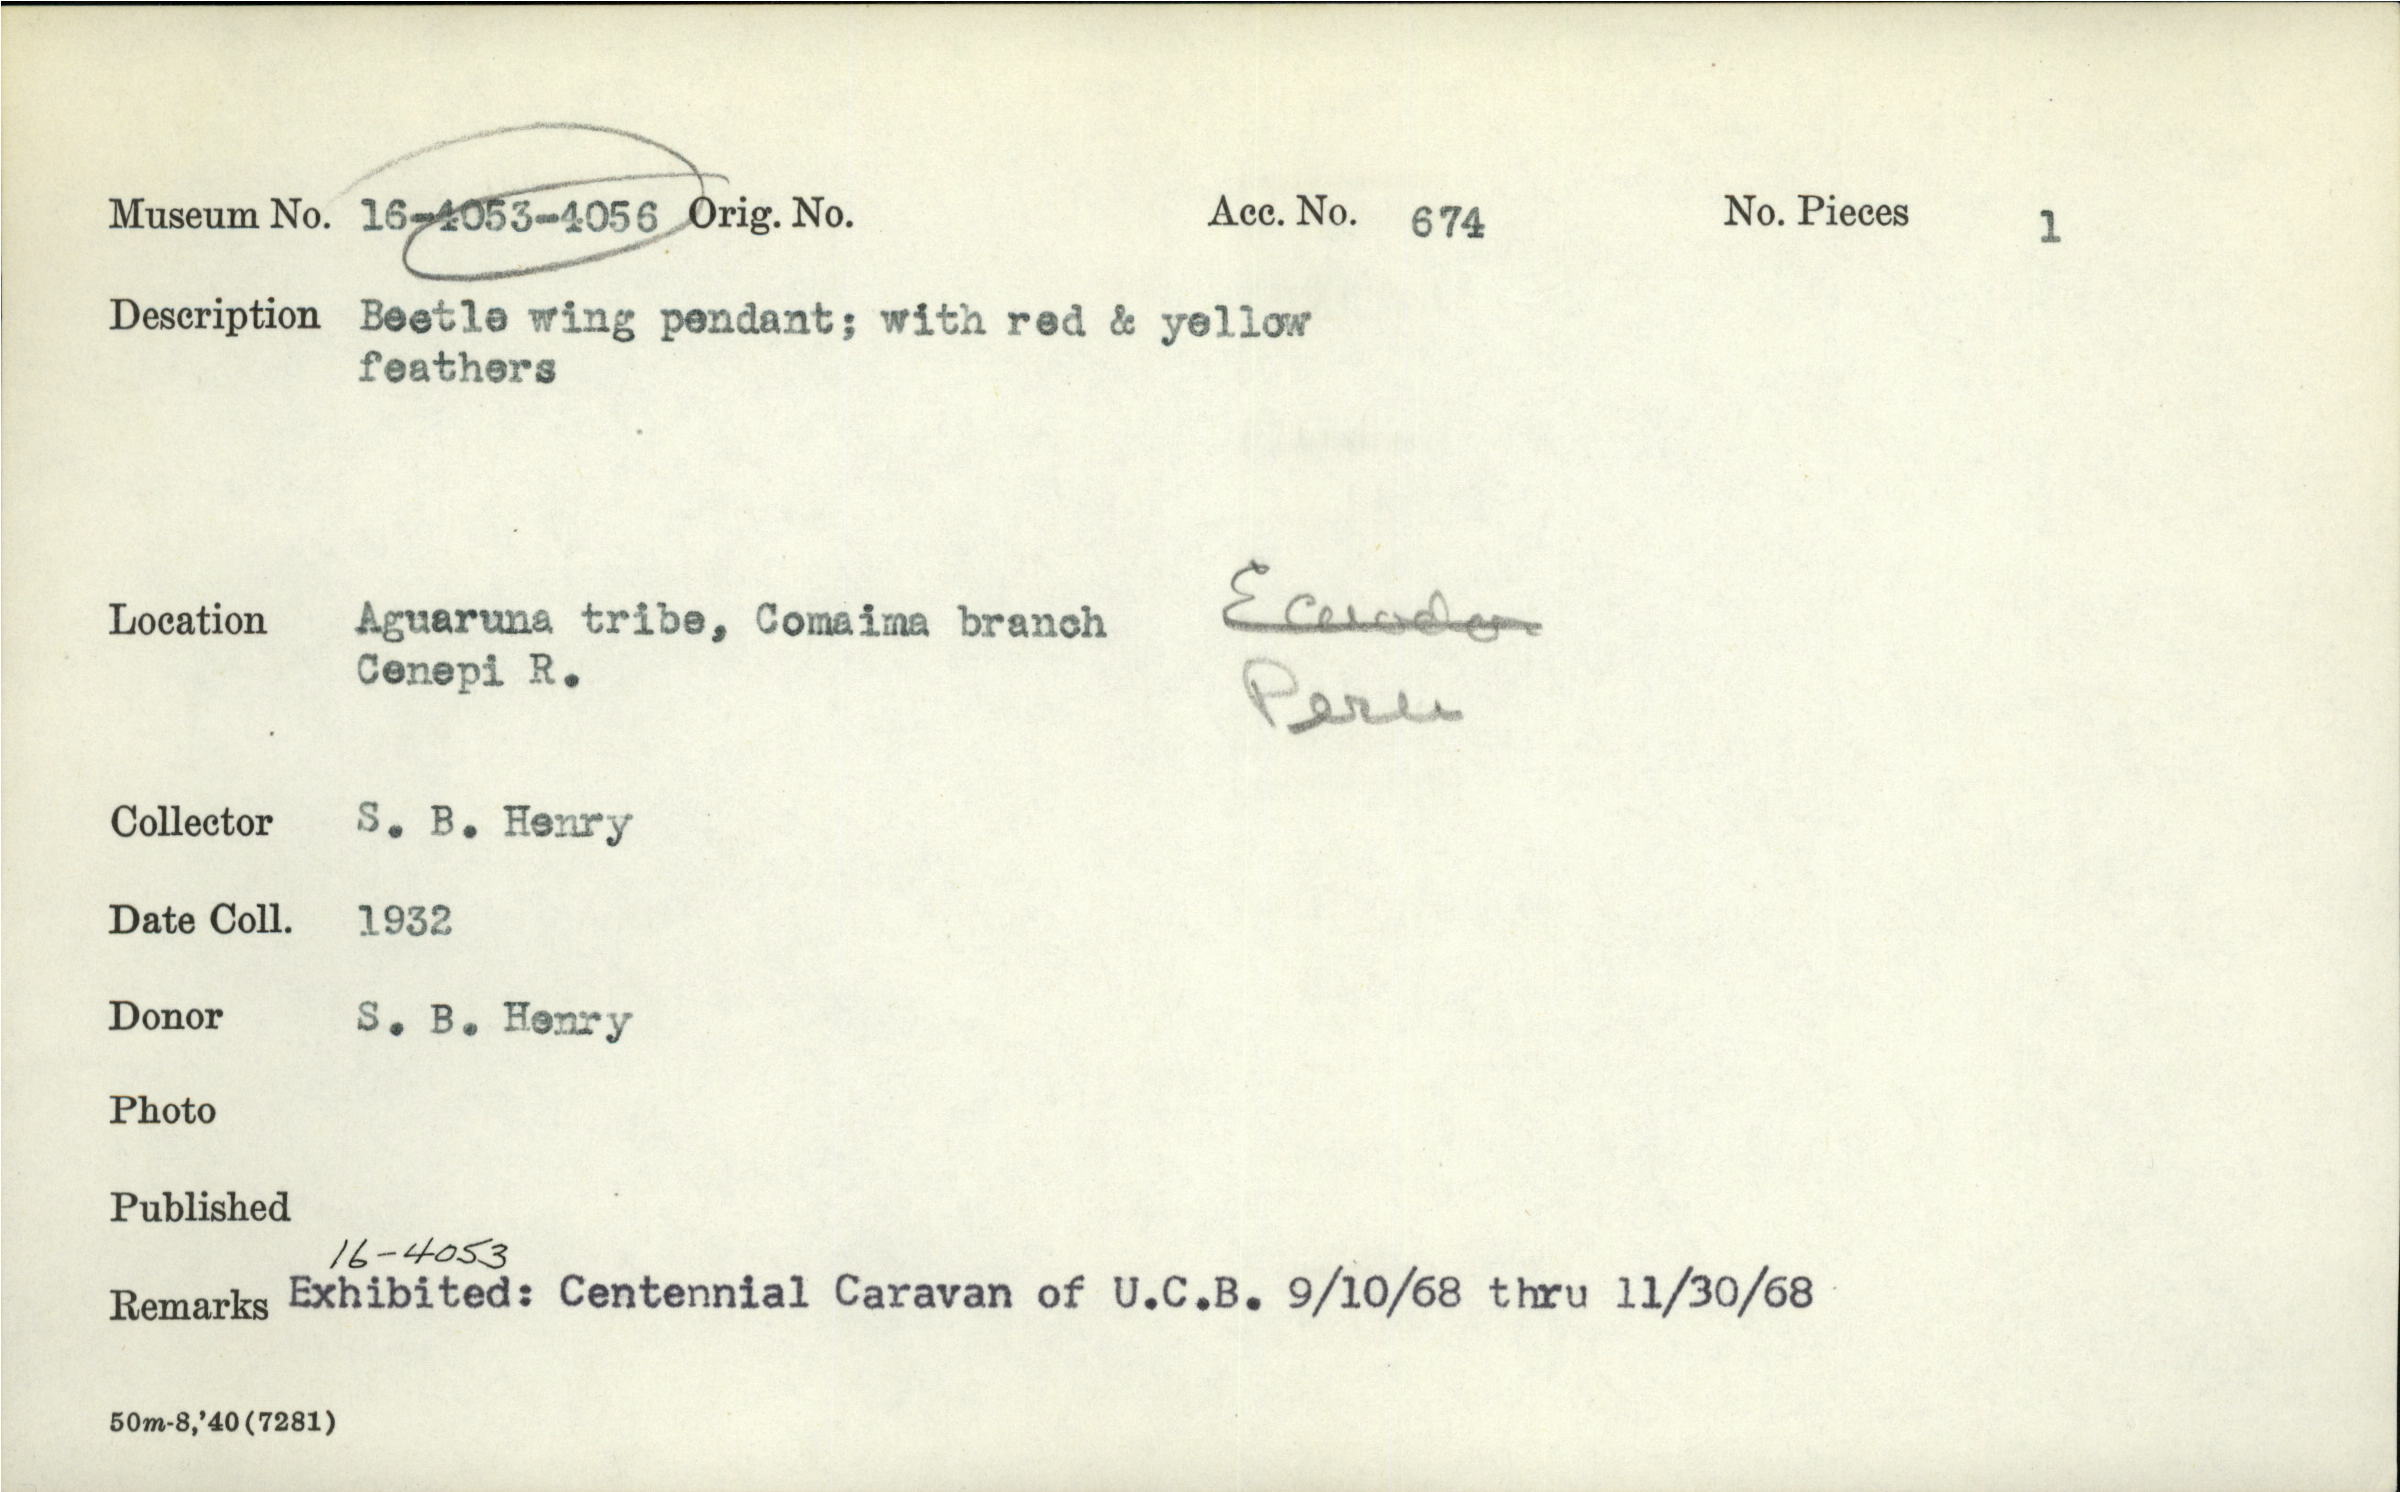 Museum No. 16-4053-4056 Orig. No. Acc. No. 674 No. Pieces 1
Description Beetle wing pendant; with red & yellow
feathers
Location Aguaruna tribe, Comaima branch Ecuador
Cenepi R. Peru
Collector S. B. Henry
Date Coll. 1932
Donor S. B. Henry
Photo
Published
16-4053
Remarks Exhibited: Centennial Caravan of U.C.B. 9/10/68 thru 11/30/68
50m-8,'40(7281)